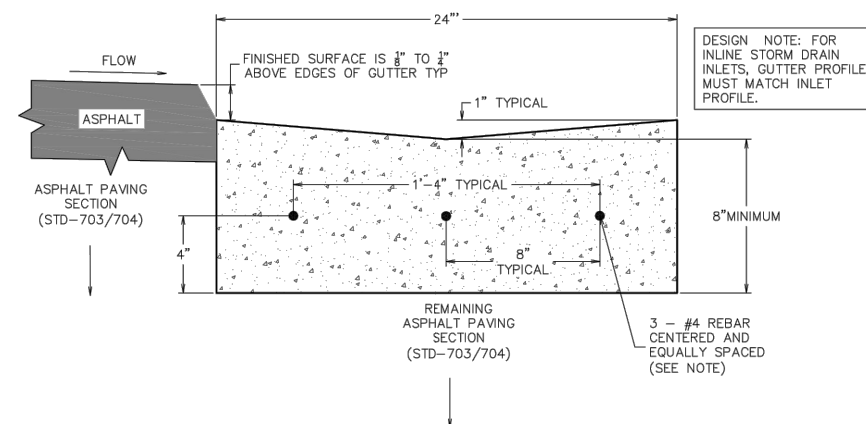 24"'
FLOW
FINISHED SURFACE IS 1/8" TO 1/4"
ABOVE EDGES OF GUTTER TYP
DESIGN NOTE: FOR
INLINE STORM DRAIN
INLETS, GUTTER PROFILE
MUST MATCH INLET
PROFILE.
1" TYPICAL
ASPHALT
ASPHALT PAVING
SECTION
(STD-703/704)
1'-4" TYPICAL
4"
8"
TYPICAL
8"MINIMUM
REMAINING
ASPHALT PAVING
SECTION
(STD-703/704)
3 - #4 REBAR
CENTERED AND
EQUALLY SPACED
(SEE NOTE)